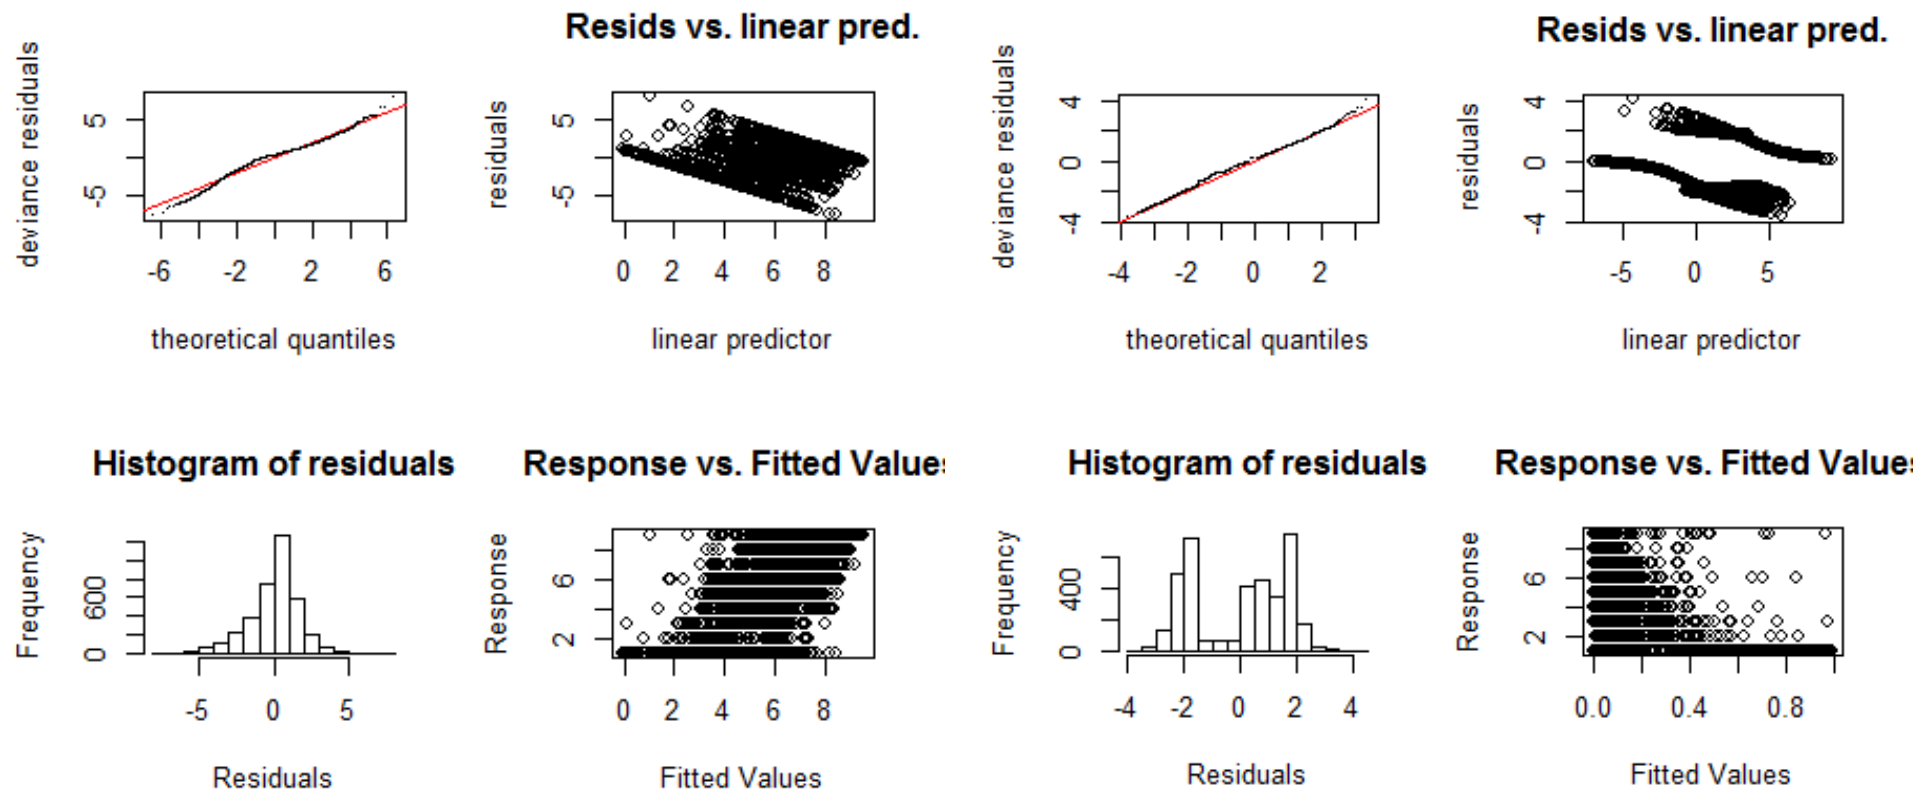 Resids vs. linear pred.
deviance residuals
5
-5
-6 -2 2 6
theoretical quantiles
residuals
5
-5
0 2 4 6 8
linear predictor
Resids vs. linear pred.
deviance residuals
4
0
-4
-4 -2 0 2
theoretical quantiles
residuals
4
0
-4
-5 0 5
linear predictor
Histogram of residuals
Frequency
600
0
-5 0 5
Residuals
Response vs. Fitted Values
Response
6
2
0 2 4 6 8
Fitted Values
Histogram of residuals
Frequency
400
0
-4 -2 0 2 4
Residuals
Response vs. Fitted Values
Response
6
2
0.0 0.4 0.8
Fitted Values